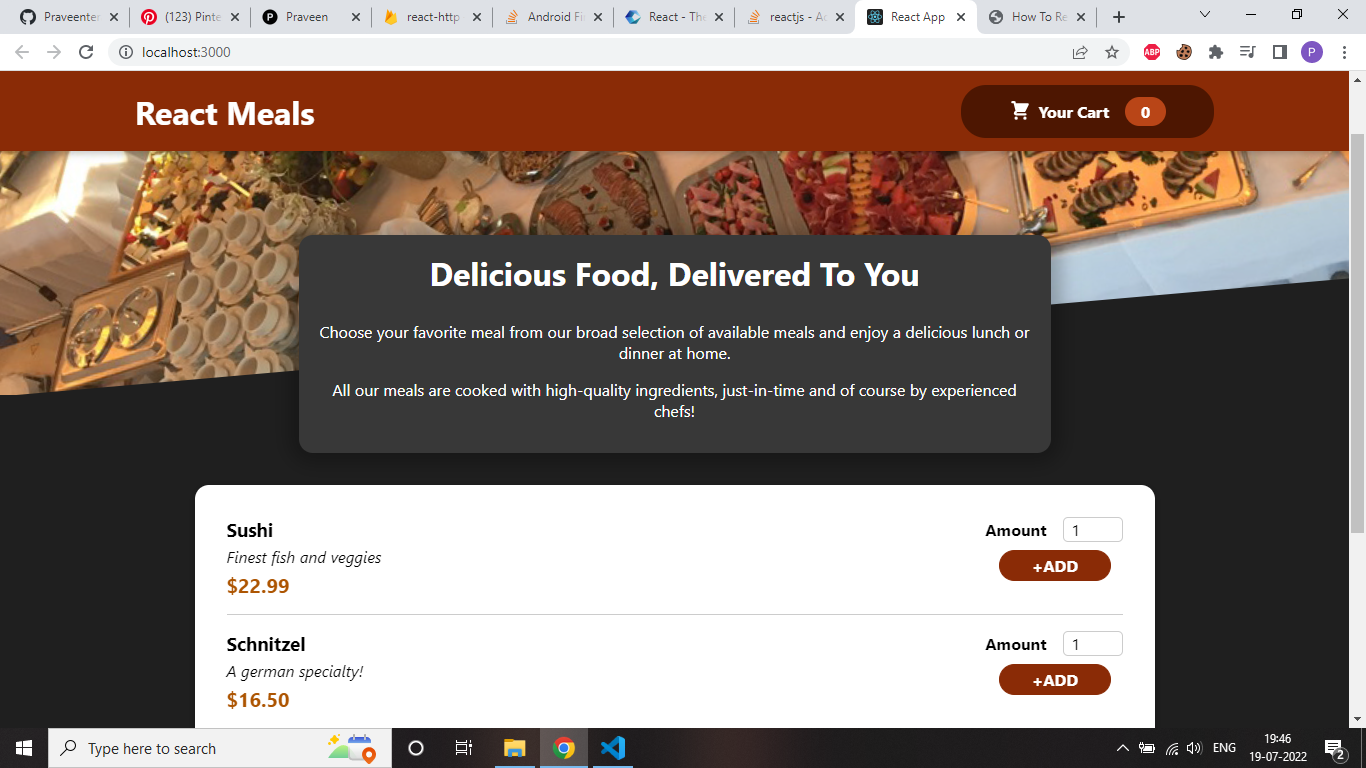 Praveenter
(123) Pinte
Praveen
react-http
Android Fi
React - The
reactjs - A
React App
How To Re
localhost:3000
ABP
P
React Meals
Your Cart 0
Delicious Food, Delivered To You
Choose your favorite meal from our broad selection of available meals and enjoy a delicious lunch or
dinner at home.
All our meals are cooked with high-quality ingredients, just-in-time and of course by experienced
chefs!
Sushi
Amount 1
Finest fish and veggies
+ADD
$22.99
Schnitzel
Amount 1
A german specialty!
+ADD
$16.50
Type here to search
ENG
19:46
19-07-2022
2